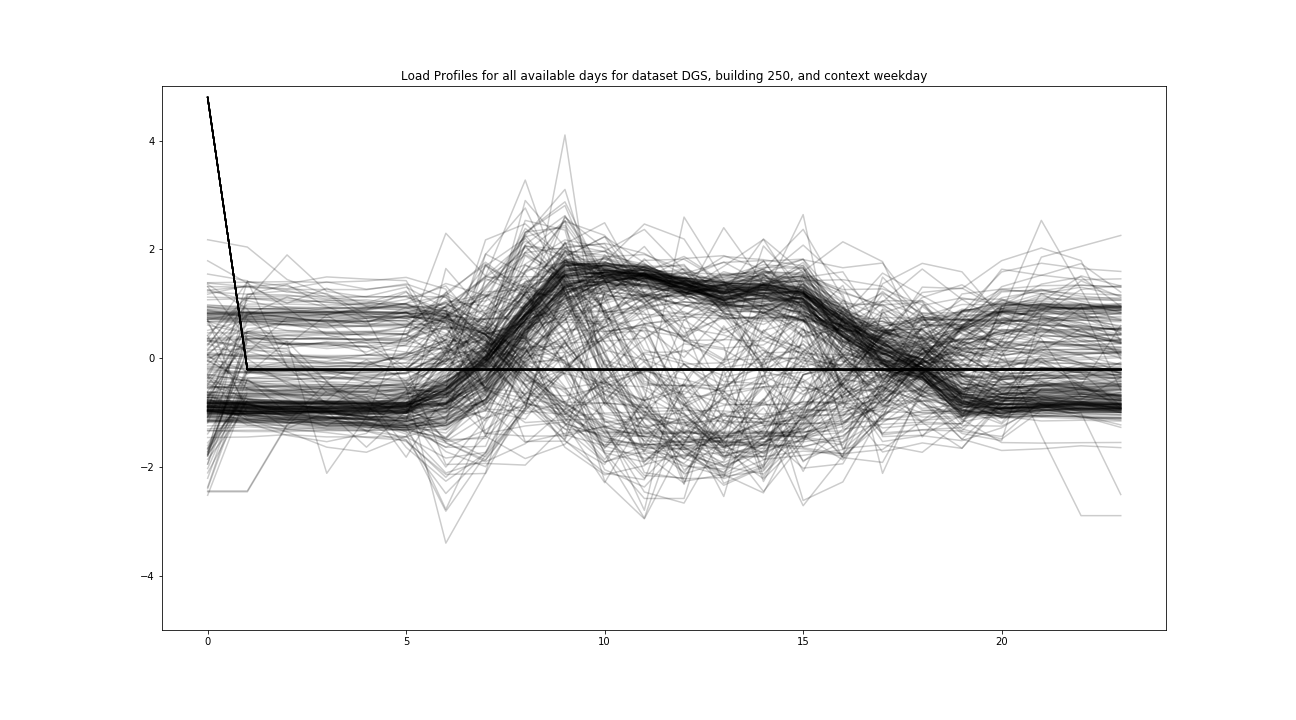 Load Profiles for all available days for dataset DGS, building 250, and context weekday
4
2
0
−2
−4
0 5 10 15 20